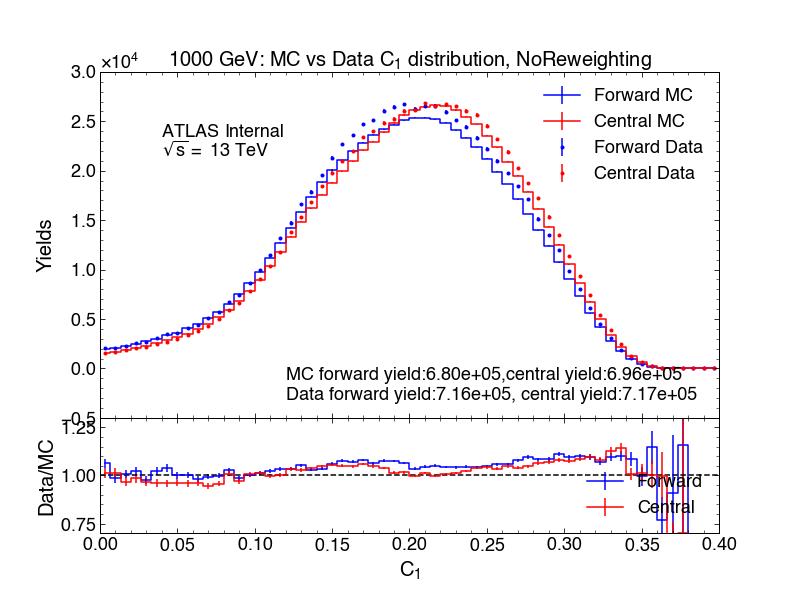 ×10⁴
1000 GeV: MC vs Data C₁ distribution, NoReweighting
3.0
2.5
2.0
1.5
1.0
0.5
0.0
−0.5
Yields
ATLAS Internal
√s = 13 TeV
Forward MC
Central MC
Forward Data
Central Data
MC forward yield:6.80e+05,central yield:6.96e+05
Data forward yield:7.16e+05, central yield:7.17e+05
1.25
1.00
0.75
Data/MC
Forward
Central
0.00 0.05 0.10 0.15 0.20 0.25 0.30 0.35 0.40
C₁